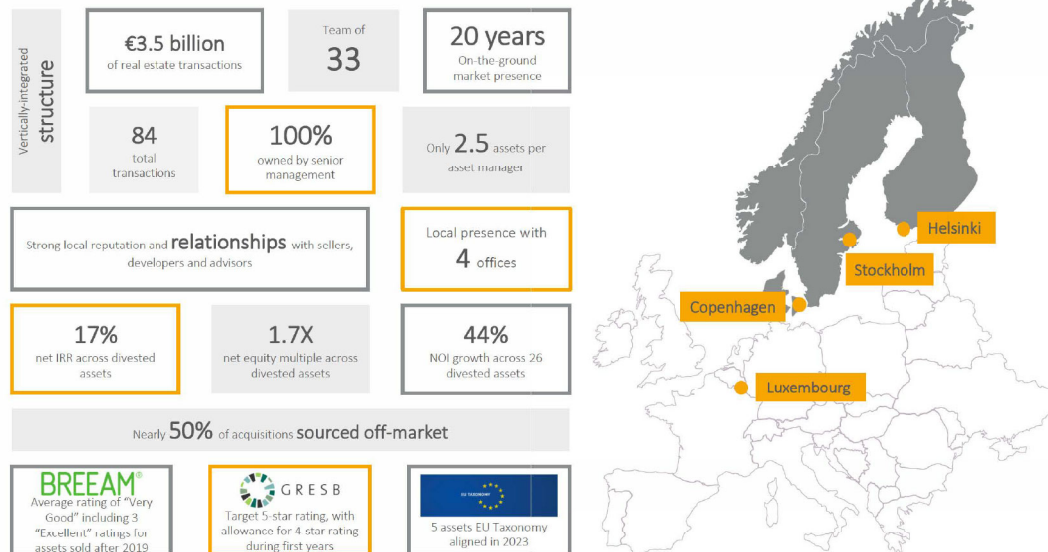 Vertically-integrated
structure
€3.5 billion
of real estate transactions
Team of
33
20 years
On-the-ground
market presence
84
total
transactions
100%
owned by senior
management
Only 2.5 assets per
asset manager
Strong local reputation and relationships with sellers,
developers and advisors
Local presence with
4 offices
17%
net IRR across divested
assets
1.7X
net equity multiple across
divested assets
44%
NOI growth across 26
divested assets
Nearly 50% of acquisitions sourced off-market
BREEAM®
Average rating of "Very
Good" including 3
"Excellent" ratings for
assets sold after 2019
GRESB
Target 5-star rating, with
allowance for 4 star rating
during first years
EU TAXONOMY
5 assets EU Taxonomy
aligned in 2023
Helsinki
Stockholm
Copenhagen
Luxembourg